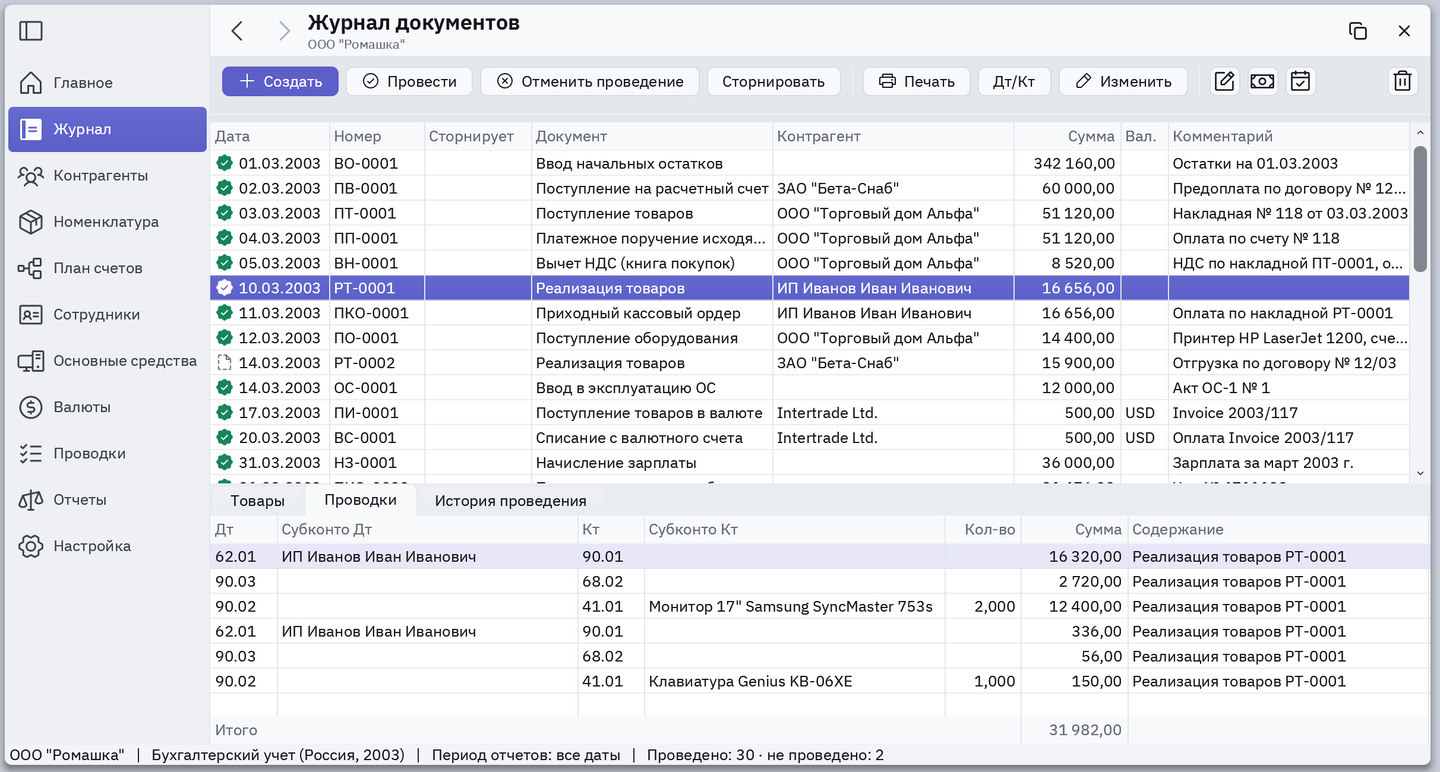 Журнал документов
ООО "Ромашка"
Главное
Журнал
Контрагенты
Номенклатура
План счетов
Сотрудники
Основные средства
Валюты
Проводки
Отчеты
Настройка
Создать Провести Отменить проведение Сторнировать Печать Дт/Кт Изменить
Дата Номер Сторнирует Документ Контрагент Сумма Вал. Комментарий
01.03.2003 ВО-0001 Ввод начальных остатков 342 160,00 Остатки на 01.03.2003
02.03.2003 ПВ-0001 Поступление на расчетный счет ЗАО "Бета-Снаб" 60 000,00 Предоплата по договору № 12...
03.03.2003 ПТ-0001 Поступление товаров ООО "Торговый дом Альфа" 51 120,00 Накладная № 118 от 03.03.2003
04.03.2003 ПП-0001 Платежное поручение исходя... ООО "Торговый дом Альфа" 51 120,00 Оплата по счету № 118
05.03.2003 ВН-0001 Вычет НДС (книга покупок) ООО "Торговый дом Альфа" 8 520,00 НДС по накладной ПТ-0001, о...
10.03.2003 РТ-0001 Реализация товаров ИП Иванов Иван Иванович 16 656,00
11.03.2003 ПКО-0001 Приходный кассовый ордер ИП Иванов Иван Иванович 16 656,00 Оплата по накладной РТ-0001
12.03.2003 ПО-0001 Поступление оборудования ООО "Торговый дом Альфа" 14 400,00 Принтер HP LaserJet 1200, сче...
14.03.2003 РТ-0002 Реализация товаров ЗАО "Бета-Снаб" 15 900,00 Отгрузка по договору № 12/03
14.03.2003 ОС-0001 Ввод в эксплуатацию ОС 12 000,00 Акт ОС-1 № 1
17.03.2003 ПИ-0001 Поступление товаров в валюте Intertrade Ltd. 500,00 USD Invoice 2003/117
20.03.2003 ВС-0001 Списание с валютного счета Intertrade Ltd. 500,00 USD Оплата Invoice 2003/117
31.03.2003 НЗ-0001 Начисление зарплаты 36 000,00 Зарплата за март 2003 г.
Товары Проводки История проведения
Дт Субконто Дт Кт Субконто Кт Кол-во Сумма Содержание
62.01 ИП Иванов Иван Иванович 90.01 16 320,00 Реализация товаров РТ-0001
90.03 68.02 2 720,00 Реализация товаров РТ-0001
90.02 41.01 Монитор 17" Samsung SyncMaster 753s 2,000 12 400,00 Реализация товаров РТ-0001
62.01 ИП Иванов Иван Иванович 90.01 336,00 Реализация товаров РТ-0001
90.03 68.02 56,00 Реализация товаров РТ-0001
90.02 41.01 Клавиатура Genius KB-06XE 1,000 150,00 Реализация товаров РТ-0001
Итого 31 982,00
ООО "Ромашка" | Бухгалтерский учет (Россия, 2003) | Период отчетов: все даты | Проведено: 30 · не проведено: 2